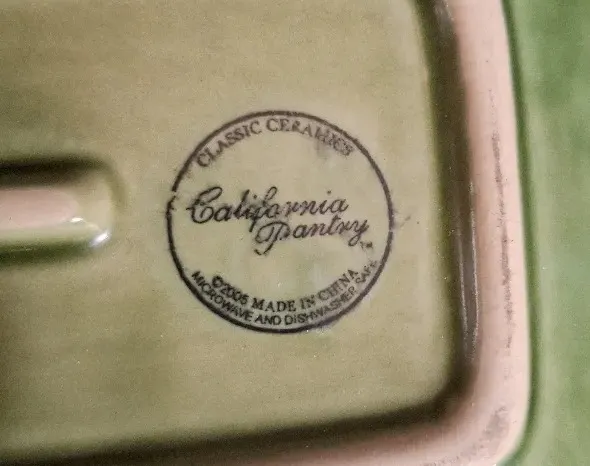 CLASSIC CERAMICS
California
Pantry
©2005 MADE IN CHINA
MICROWAVE AND DISHWASHER SAFE